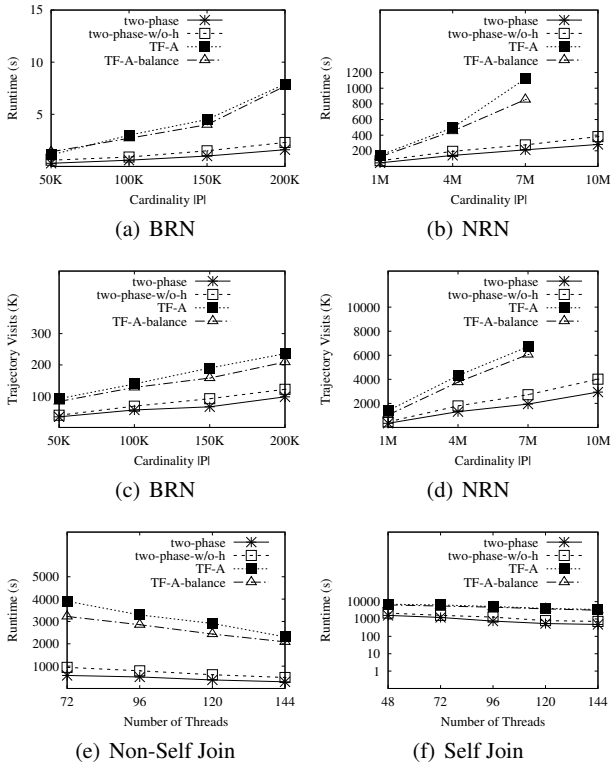 two-phase
two-phase-w/o-h
TF-A
TF-A-balance
15
10
5
Runtime (s)
50K 100K 150K 200K
Cardinality |P|
(a) BRN
two-phase
two-phase-w/o-h
TF-A
TF-A-balance
1200
1000
800
600
400
200
Runtime (s)
1M 4M 7M 10M
Cardinality |P|
(b) NRN
two-phase
two-phase-w/o-h
TF-A
TF-A-balance
300
200
100
Trajectory Visits (K)
50K 100K 150K 200K
Cardinality |P|
(c) BRN
two-phase
two-phase-w/o-h
TF-A
TF-A-balance
10000
8000
6000
4000
2000
Trajectory Visits (K)
1M 4M 7M 10M
Cardinality |P|
(d) NRN
two-phase
two-phase-w/o-h
TF-A
TF-A-balance
5000
4000
3000
2000
1000
Runtime (s)
72 96 120 144
Number of Threads
(e) Non-Self Join
two-phase
two-phase-w/o-h
TF-A
TF-A-balance
10000
1000
100
10
1
Runtime (s)
48 72 96 120 144
Number of Threads
(f) Self Join